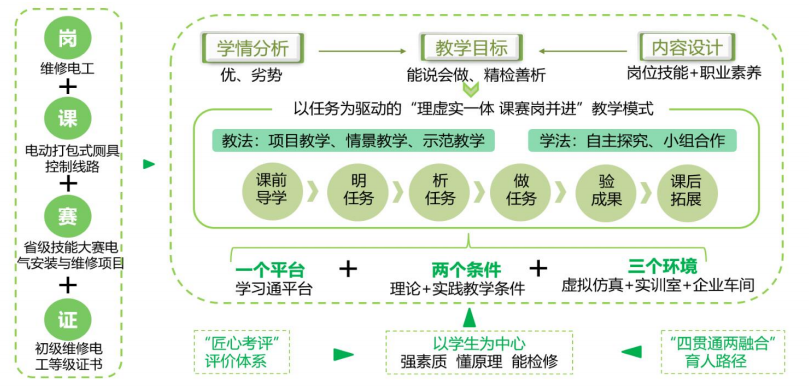 岗
维修电工
+
课
电动打包式厕具
控制线路
+
赛
省级技能大赛电
气安装与维修项目
+
证
初级维修电
工等级证书
学情分析
优、劣势
教学目标
能说会做、精检善析
内容设计
岗位技能+职业素养
以任务为驱动的“理虚实一体 课赛岗并进”教学模式
教法：项目教学、情景教学、示范教学
学法：自主探究、小组合作
课前
导学
明
任务
析
任务
做
任务
验
成果
课后
拓展
一个平台
学习通平台
+
两个条件
理论+实践教学条件
+
三个环境
虚拟仿真+实训室+企业车间
“匠心考评”
评价体系
以学生为中心
强素质 懂原理 能检修
“四贯通两融合”
育人路径